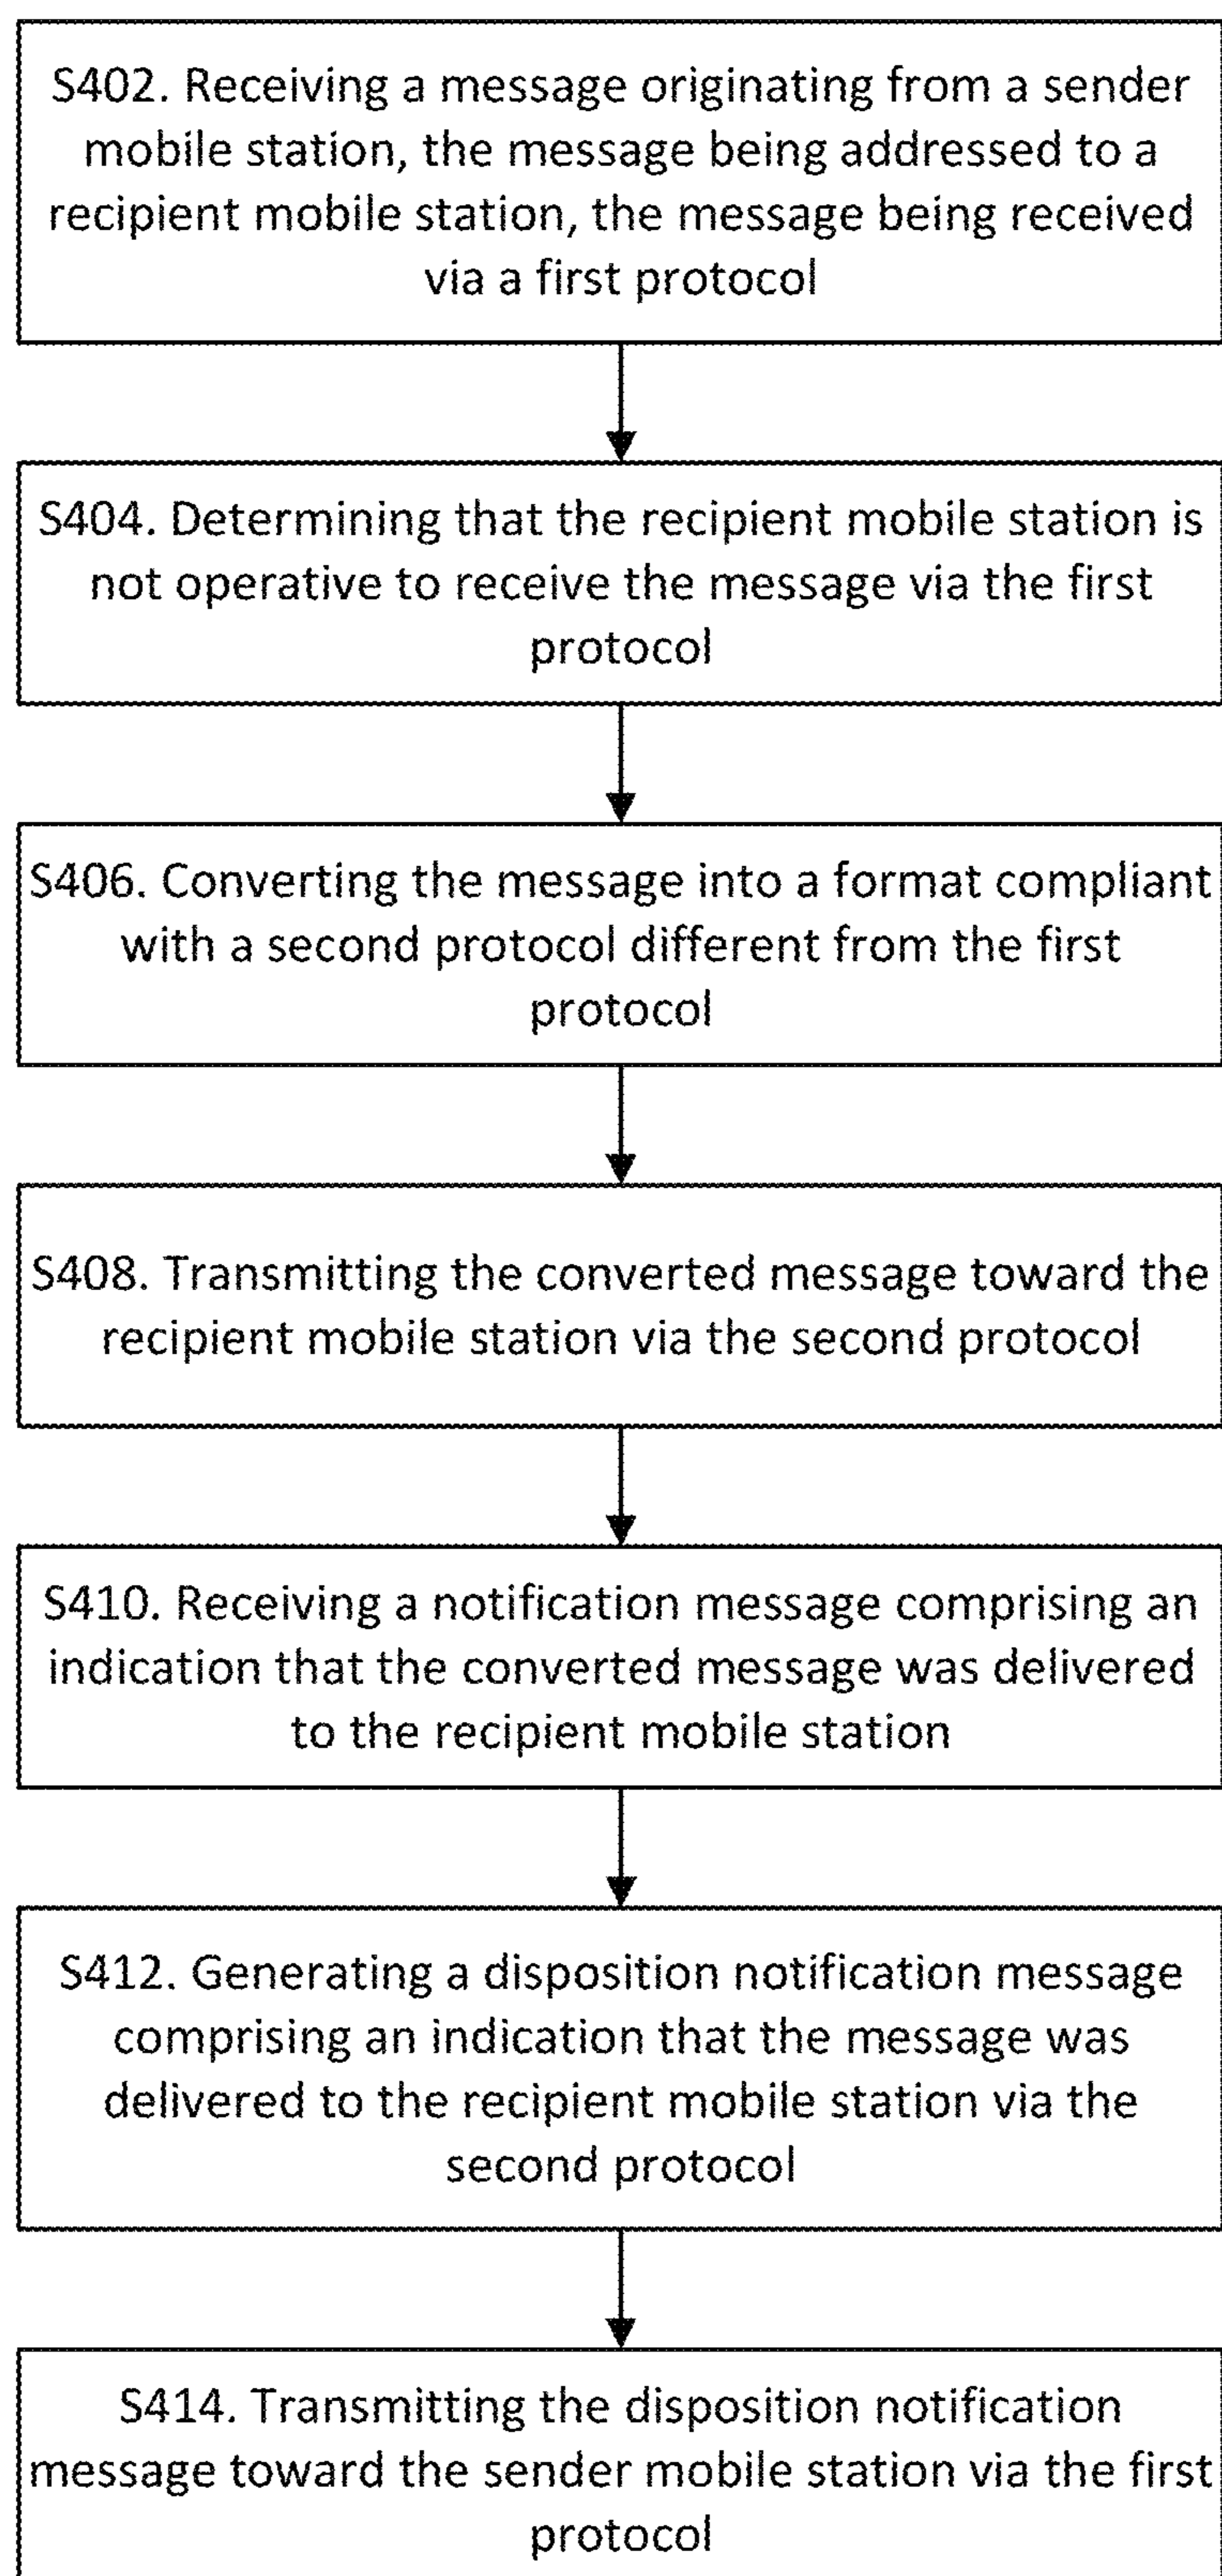 S402. Receiving a message originating from a sender
mobile station, the message being addressed to a
recipient mobile station, the message being received
via a first protocol
S404. Determining that the recipient mobile station is
not operative to receive the message via the first
protocol
S406. Converting the message into a format compliant
with a second protocol different from the first
protocol
S408. Transmitting the converted message toward the
recipient mobile station via the second protocol
S410. Receiving a notification message comprising an
indication that the converted message was delivered
to the recipient mobile station
S412. Generating a disposition notification message
comprising an indication that the message was
delivered to the recipient mobile station via the
second protocol
S414. Transmitting the disposition notification
message toward the sender mobile station via the first
protocol